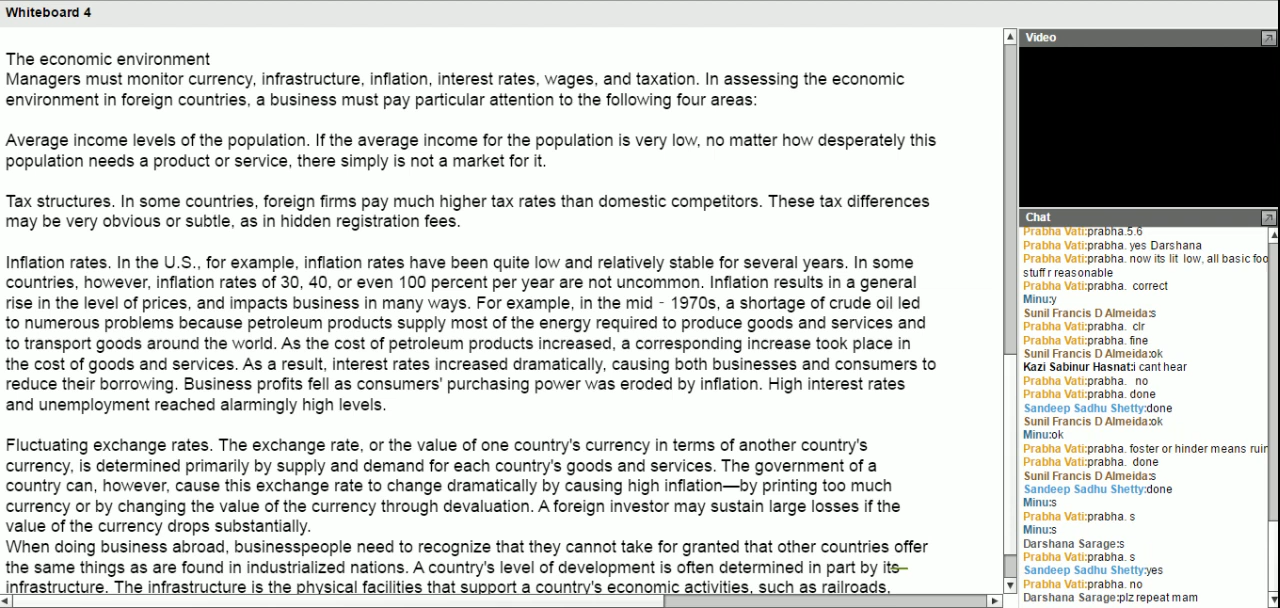 Whiteboard 4
The economic environment
Managers must monitor currency, infrastructure, inflation, interest rates, wages, and taxation. In assessing the economic
environment in foreign countries, a business must pay particular attention to the following four areas:
Average income levels of the population. If the average income for the population is very low, no matter how desperately this
population needs a product or service, there simply is not a market for it.
Tax structures. In some countries, foreign firms pay much higher tax rates than domestic competitors. These tax differences
may be very obvious or subtle, as in hidden registration fees.
Inflation rates. In the U.S., for example, inflation rates have been quite low and relatively stable for several years. In some
countries, however, inflation rates of 30, 40, or even 100 percent per year are not uncommon. Inflation results in a general
rise in the level of prices, and impacts business in many ways. For example, in the mid - 1970s, a shortage of crude oil led
to numerous problems because petroleum products supply most of the energy required to produce goods and services and
to transport goods around the world. As the cost of petroleum products increased, a corresponding increase took place in
the cost of goods and services. As a result, interest rates increased dramatically, causing both businesses and consumers to
reduce their borrowing. Business profits fell as consumers' purchasing power was eroded by inflation. High interest rates
and unemployment reached alarmingly high levels.
Fluctuating exchange rates. The exchange rate, or the value of one country's currency in terms of another country's
currency, is determined primarily by supply and demand for each country's goods and services. The government of a
country can, however, cause this exchange rate to change dramatically by causing high inflation—by printing too much
currency or by changing the value of the currency through devaluation. A foreign investor may sustain large losses if the
value of the currency drops substantially.
When doing business abroad, businesspeople need to recognize that they cannot take for granted that other countries offer
the same things as are found in industrialized nations. A country's level of development is often determined in part by its
infrastructure. The infrastructure is the physical facilities that support a country's economic activities, such as railroads,
Video
Chat
Prabha Vati:prabha.5.6
Prabha Vati:prabha. yes Darshana
Prabha Vati:prabha. now its lit low, all basic foo
stuff r reasonable
Prabha Vati:prabha. correct
Minu:y
Sunil Francis D Almeida:s
Prabha Vati:prabha. clr
Prabha Vati:prabha. fine
Sunil Francis D Almeida:ok
Kazi Sabinur Hasnat:i cant hear
Prabha Vati:prabha. no
Prabha Vati:prabha. done
Sandeep Sadhu Shetty:done
Sunil Francis D Almeida:ok
Minu:ok
Prabha Vati:prabha. foster or hinder means ruin
Prabha Vati:prabha. done
Sunil Francis D Almeida:s
Sandeep Sadhu Shetty:done
Minu:s
Prabha Vati:prabha. s
Minu:s
Darshana Sarage:s
Prabha Vati:prabha. s
Sandeep Sadhu Shetty:yes
Prabha Vati:prabha. no
Darshana Sarage:plz repeat mam